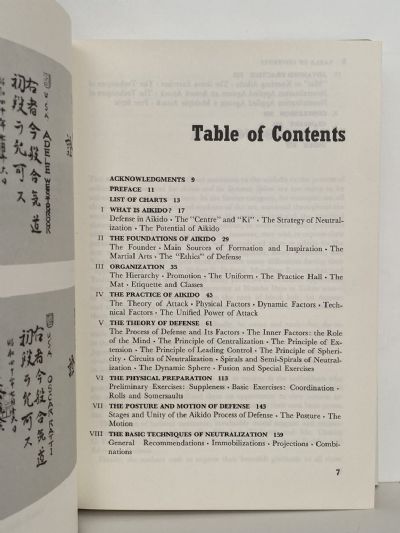 右者今般合気道
初段ヲ允可ス
U.S.A. ADELE WESTBROOK
右者今般合気道
初段ヲ允可ス
U.S.A. OSCAR RATTI
Table of Contents
ACKNOWLEDGMENTS 9
PREFACE 11
LIST OF CHARTS 13
I WHAT IS AIKIDO? 17
Defense in Aikido • The "Centre" and "Ki" • The Strategy of Neutral-
ization • The Potential of Aikido
II THE FOUNDATIONS OF AIKIDO 29
The Founder • Main Sources of Formation and Inspiration • The
Martial Arts • The "Ethics" of Defense
III ORGANIZATION 35
The Hierarchy • Promotion • The Uniform • The Practice Hall • The
Mat • Etiquette and Classes
IV THE PRACTICE OF AIKIDO 45
The Theory of Attack • Physical Factors • Dynamic Factors • Tech-
nical Factors • The Unified Power of Attack
V THE THEORY OF DEFENSE 61
The Process of Defense and Its Factors • The Inner Factors: the Role
of the Mind • The Principle of Centralization • The Principle of Ex-
tension • The Principle of Leading Control • The Principle of Spheri-
city • Circuits of Neutralization • Spirals and Semi-Spirals of Neutral-
ization • The Dynamic Sphere • Fusion and Special Exercises
VI THE PHYSICAL PREPARATION 113
Preliminary Exercises: Suppleness • Basic Exercises: Coordination •
Rolls and Somersaults
VII THE POSTURE AND MOTION OF DEFENSE 145
Stages and Unity of the Aikido Process of Defense • The Posture • The
Motion
VIII THE BASIC TECHNIQUES OF NEUTRALIZATION 159
General Recommendations • Immobilizations • Projections • Combi-
nations
7